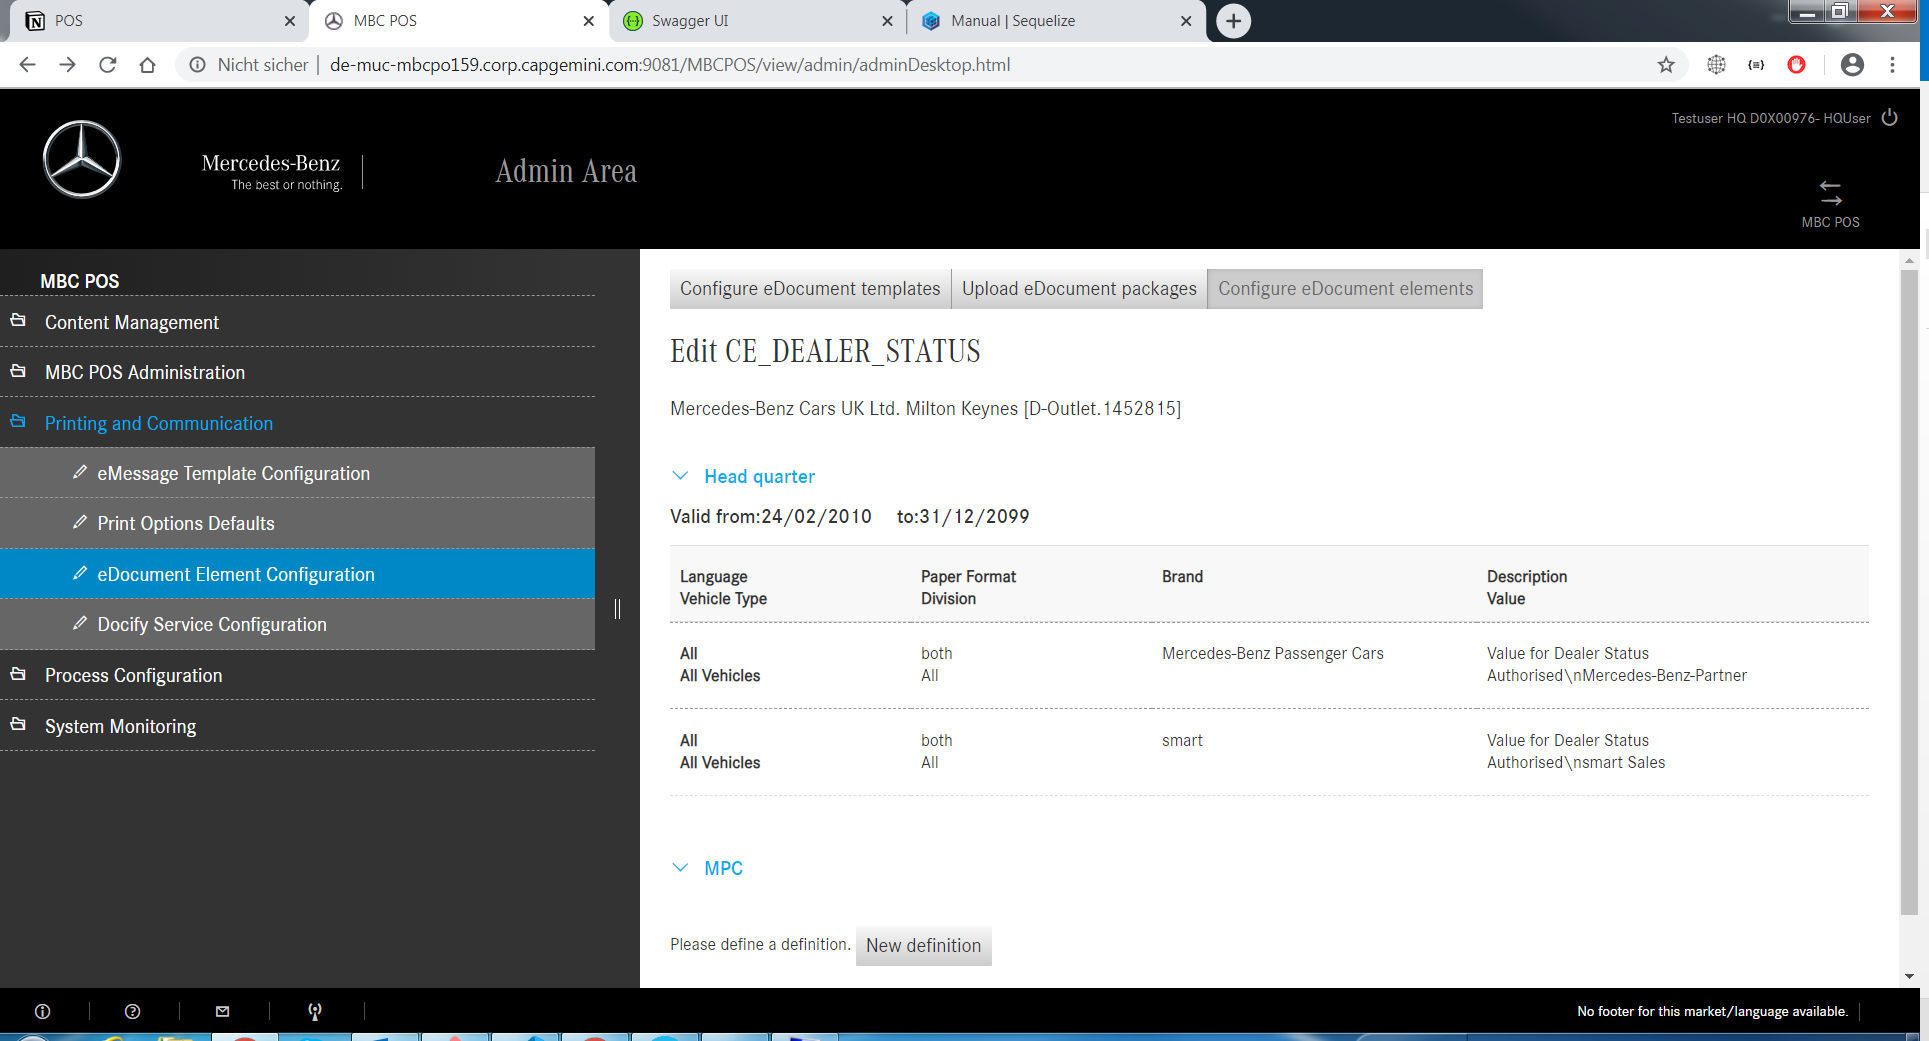 POS
MBC POS
Swagger UI
Manual | Sequelize
Nicht sicher
de-muc-mbcpo159.corp.capgemini.com:9081/MBCPOS/view/admin/adminDesktop.html
Testuser HQ D0X00976- HQUser
Mercedes-Benz
The best or nothing.
Admin Area
MBC POS
MBC POS
Content Management
MBC POS Administration
Printing and Communication
eMessage Template Configuration
Print Options Defaults
eDocument Element Configuration
Docify Service Configuration
Process Configuration
System Monitoring
Configure eDocument templates
Upload eDocument packages
Configure eDocument elements
Edit CE_DEALER_STATUS
Mercedes-Benz Cars UK Ltd. Milton Keynes [D-Outlet.1452815]
Head quarter
Valid from:24/02/2010 to:31/12/2099
Language Paper Format Brand Description
Vehicle Type Division Value
All both Mercedes-Benz Passenger Cars Value for Dealer Status
All Vehicles All Authorised\nMercedes-Benz-Partner
All both smart Value for Dealer Status
All Vehicles All Authorised\nsmart Sales
MPC
Please define a definition. New definition
No footer for this market/language available.